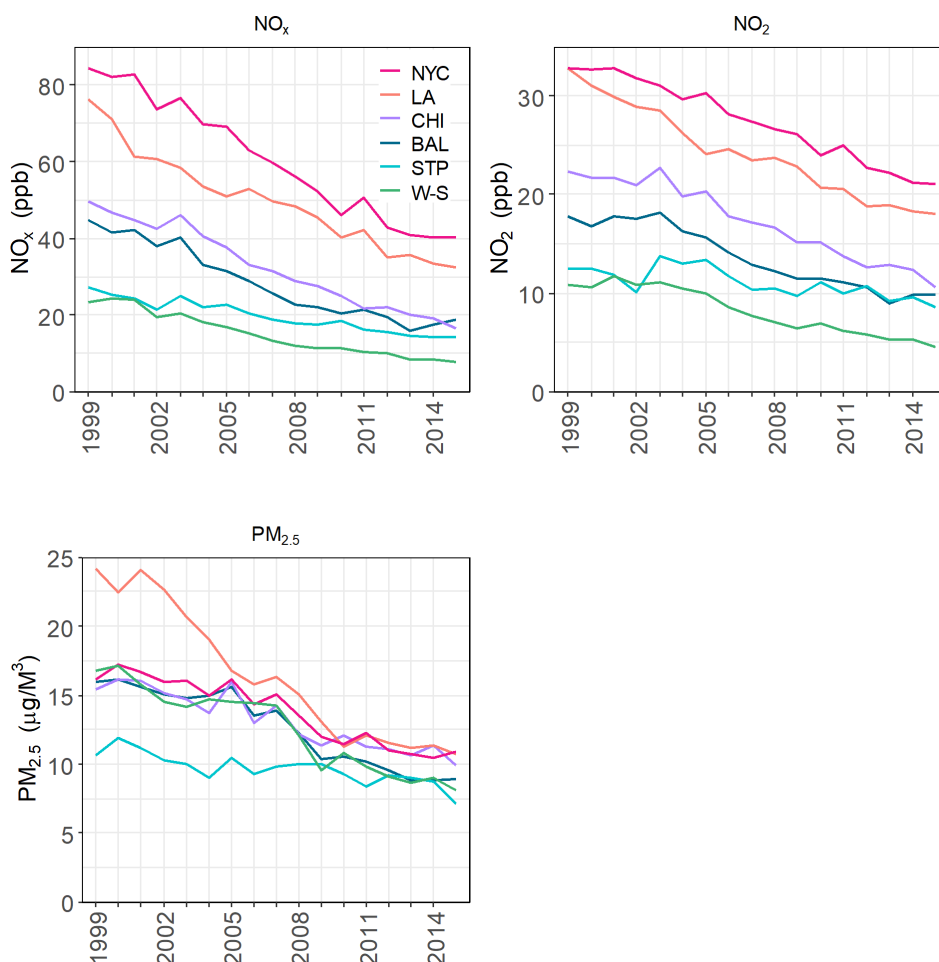 NOₓ
NOₓ (ppb)
80
60
40
20
0
NYC
LA
CHI
BAL
STP
W-S
1999
2002
2005
2008
2011
2014
NO₂
NO₂ (ppb)
30
20
10
0
1999
2002
2005
2008
2011
2014
PM₂.₅
PM₂.₅ (µg/M³)
25
20
15
10
5
0
1999
2002
2005
2008
2011
2014